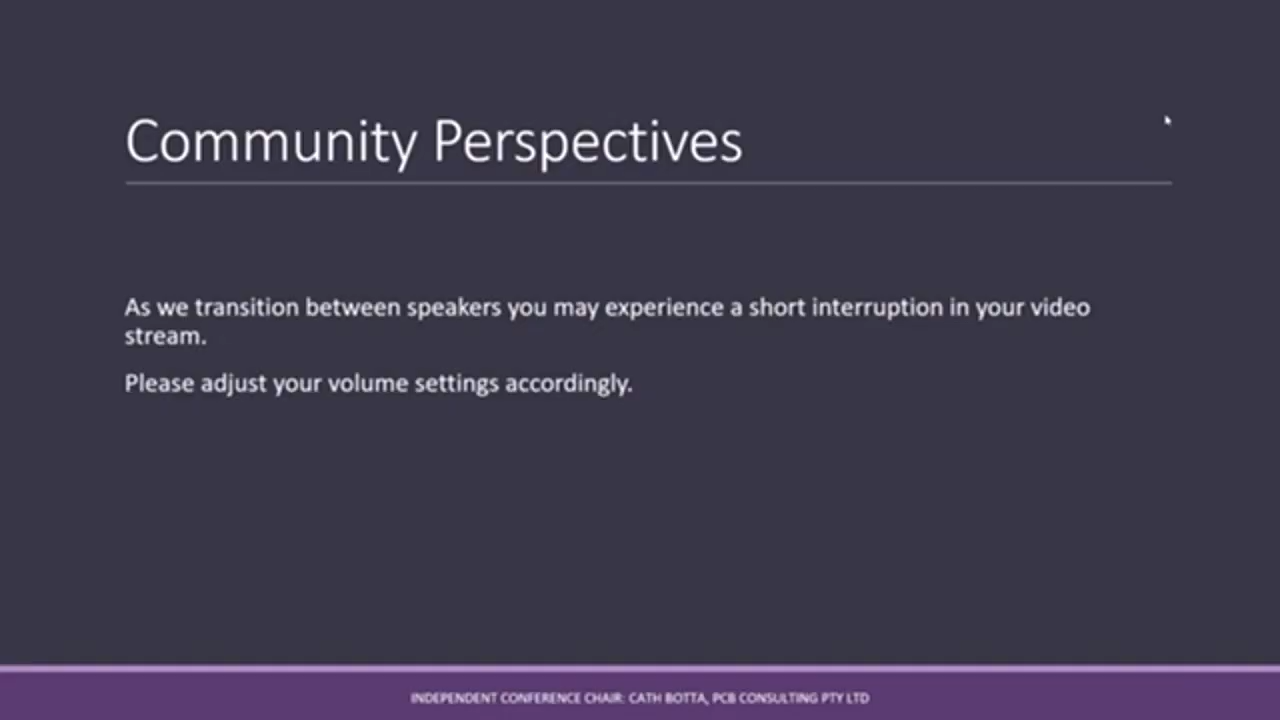 Community Perspectives
As we transition between speakers you may experience a short interruption in your video
stream.
Please adjust your volume settings accordingly.
INDEPENDENT CONFERENCE CHAIR: CATH BOTTA, PCB CONSULTING PTY LTD